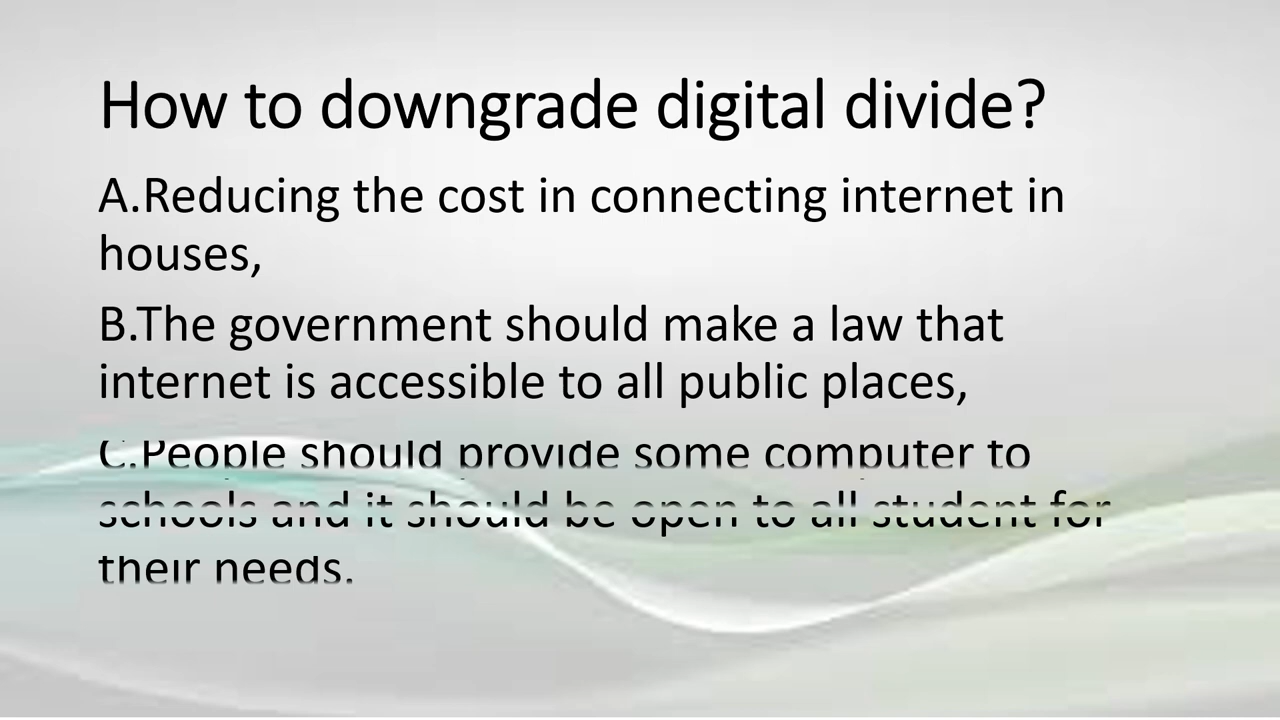 How to downgrade digital divide?
A.Reducing the cost in connecting internet in
houses,
B.The government should make a law that
internet is accessible to all public places,
C.People should provide some computer to
schools and it should be open to all student for
their needs.